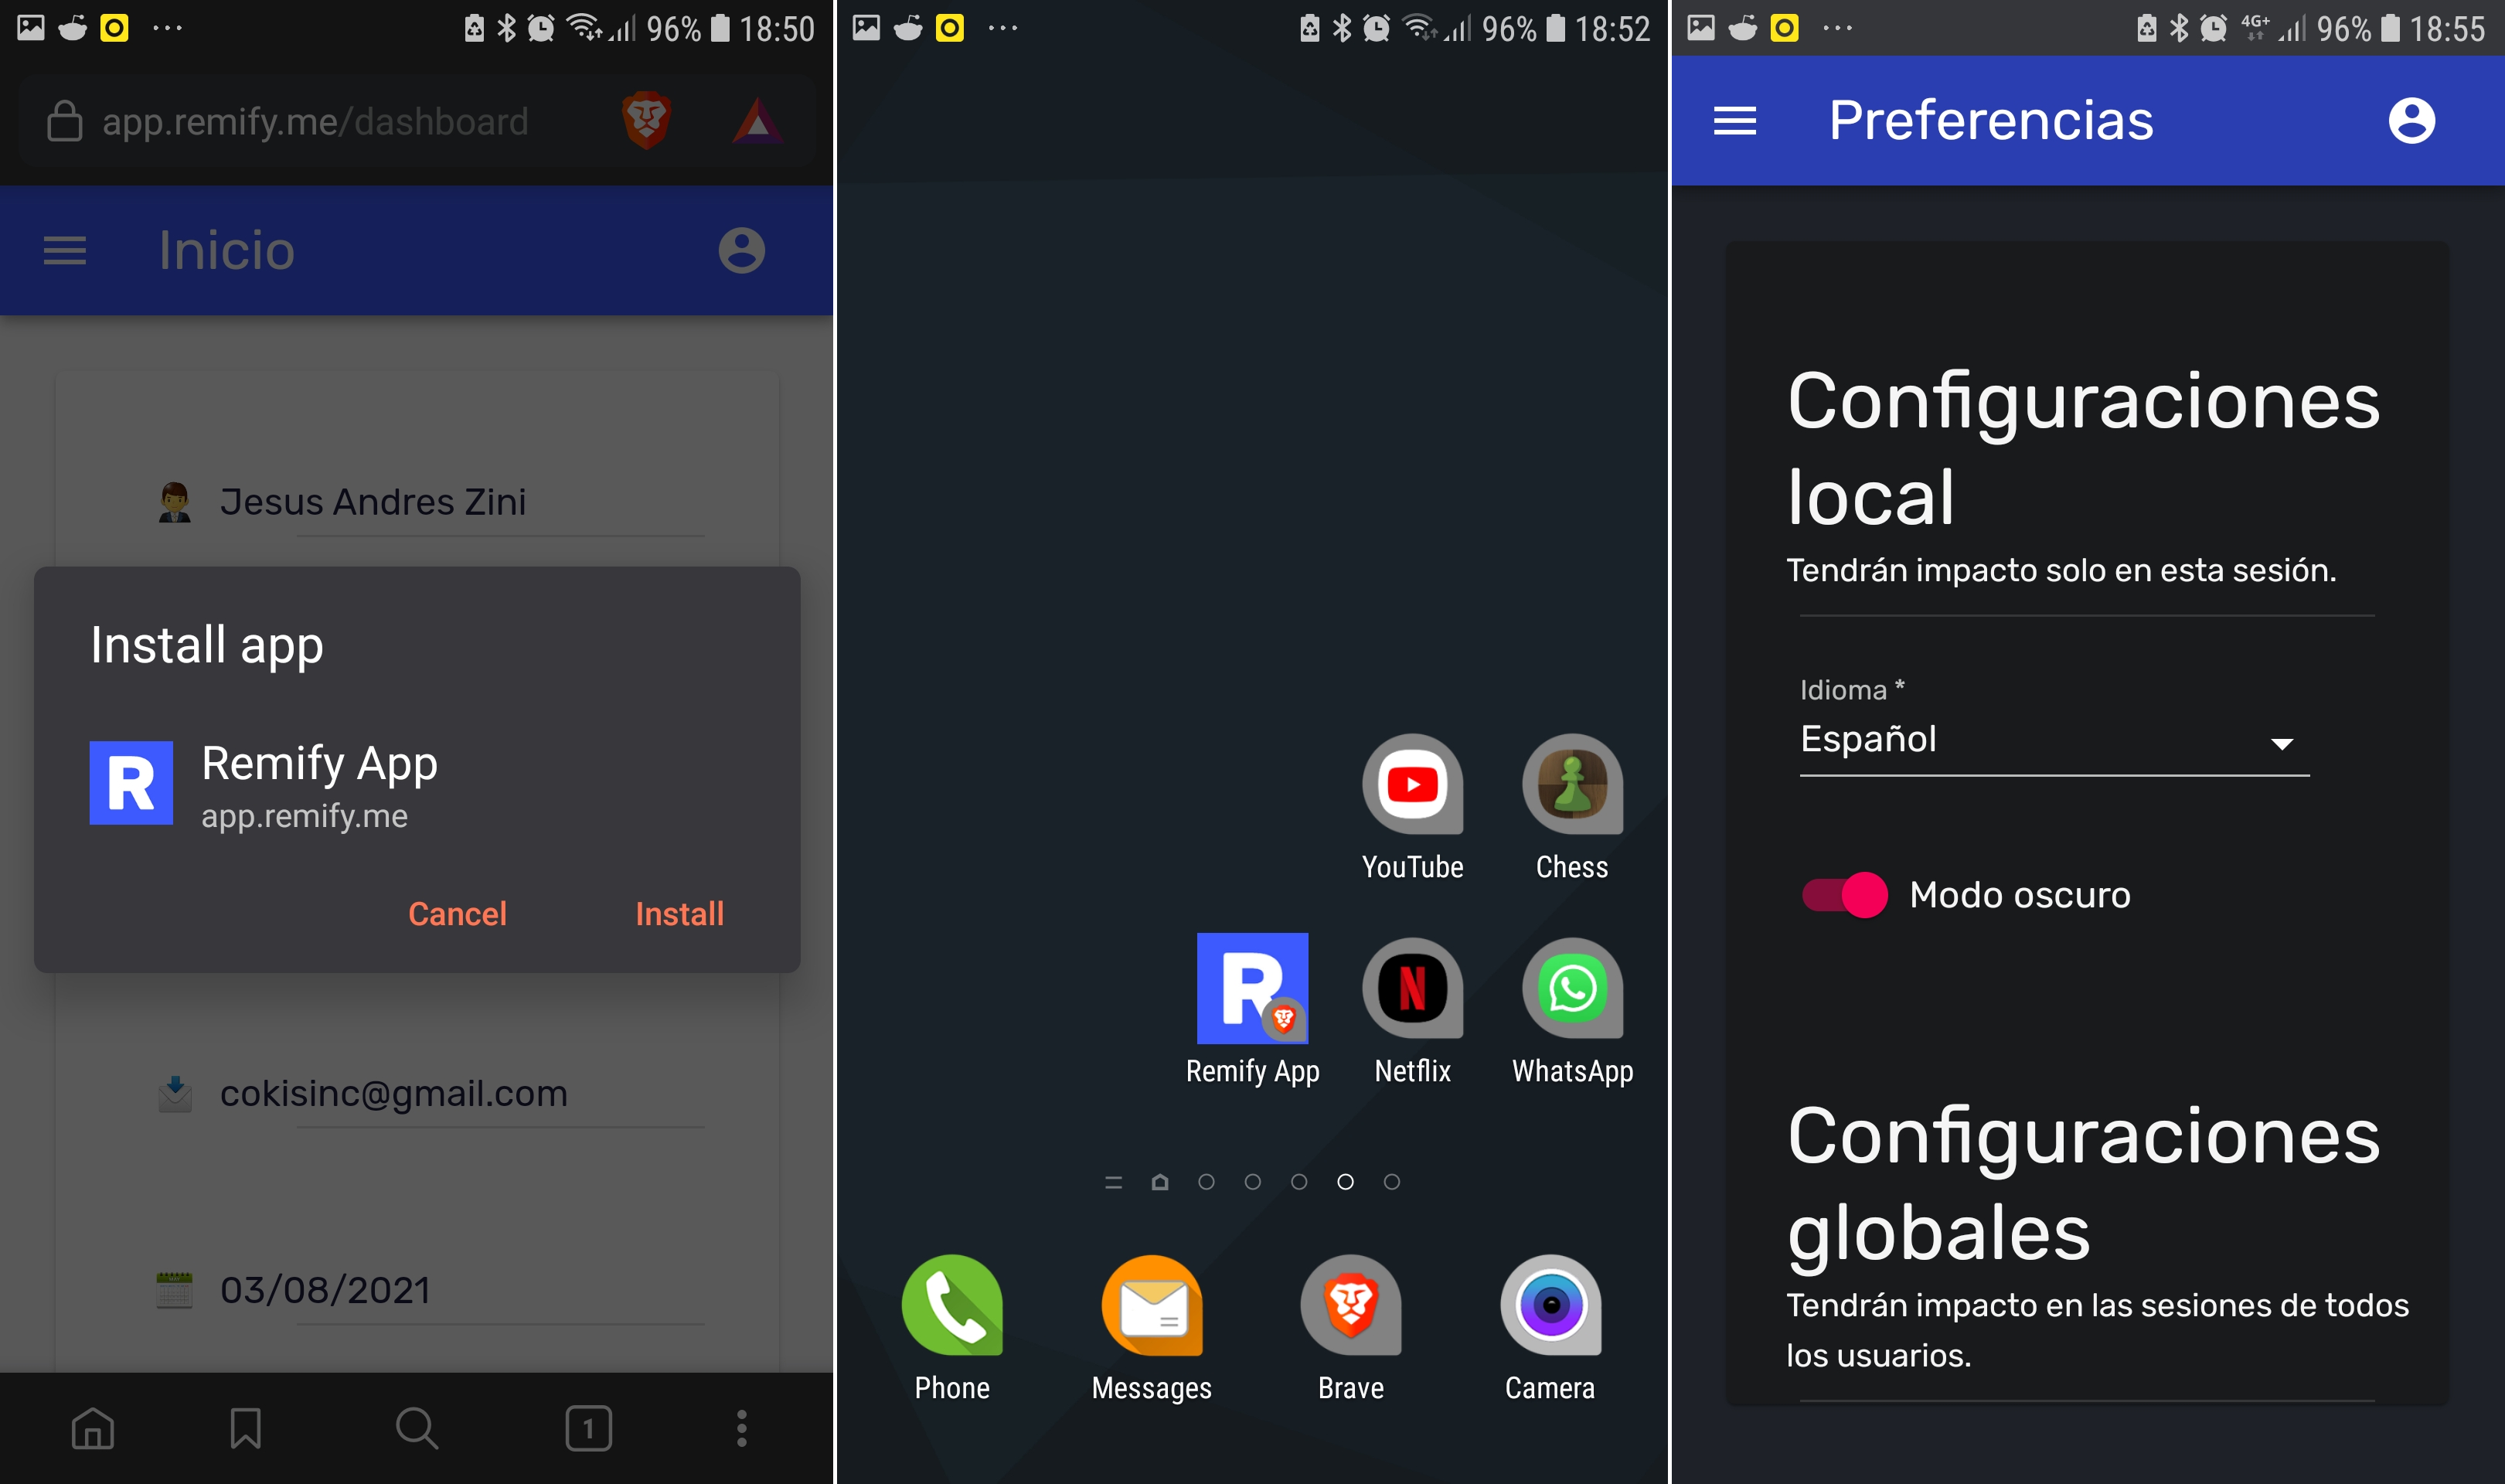 96% 18:50
app.remify.me/dashboard
Inicio
Jesus Andres Zini
Install app
R
Remify App
app.remify.me
Cancel
Install
cokisinc@gmail.com
03/08/2021
1
96% 18:52
YouTube
Chess
R
N
Remify App
Netflix
WhatsApp
Phone
Messages
Brave
Camera
4G+ 96% 18:55
Preferencias
Configuraciones
local
Tendrán impacto solo en esta sesión.
Idioma *
Español
Modo oscuro
Configuraciones
globales
Tendrán impacto en las sesiones de todos
los usuarios.